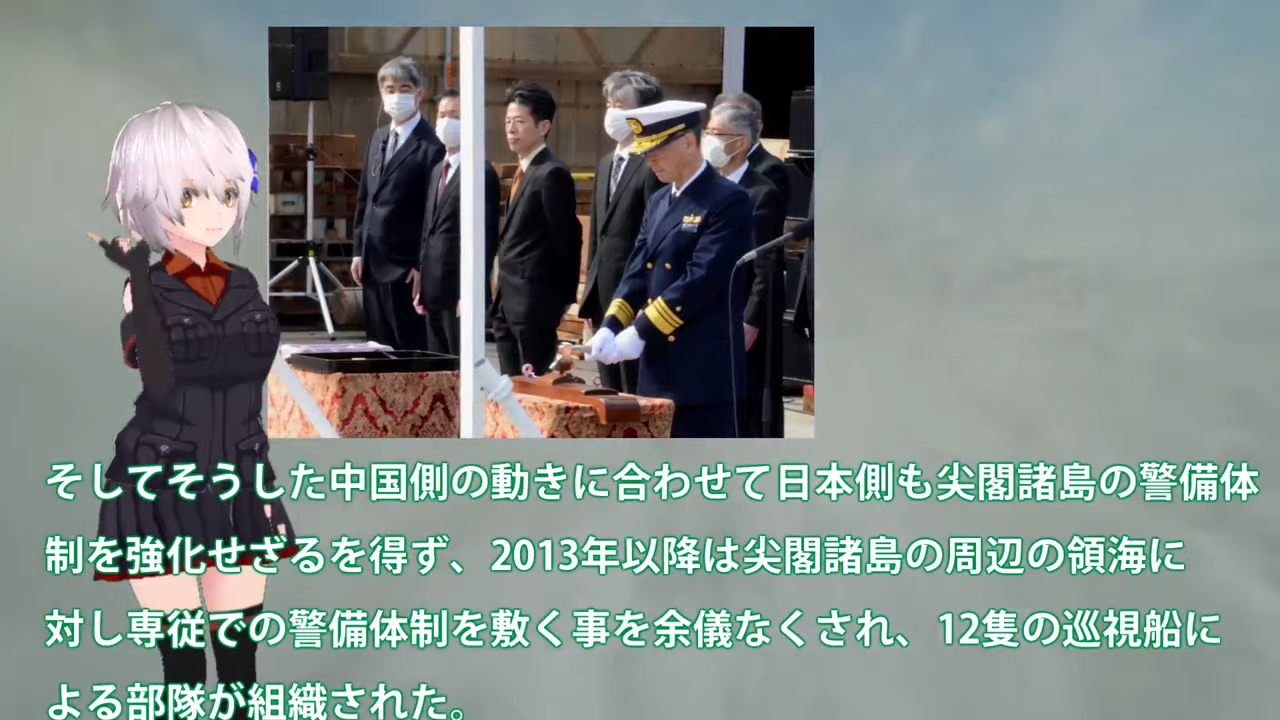 そしてそうした中国側の動きに合わせて日本側も尖閣諸島の警備体
制を強化せざるを得ず、2013年以降は尖閣諸島の周辺の領海に
対し専従での警備体制を敷く事を余儀なくされ、12隻の巡視船に
よる部隊が組織された。